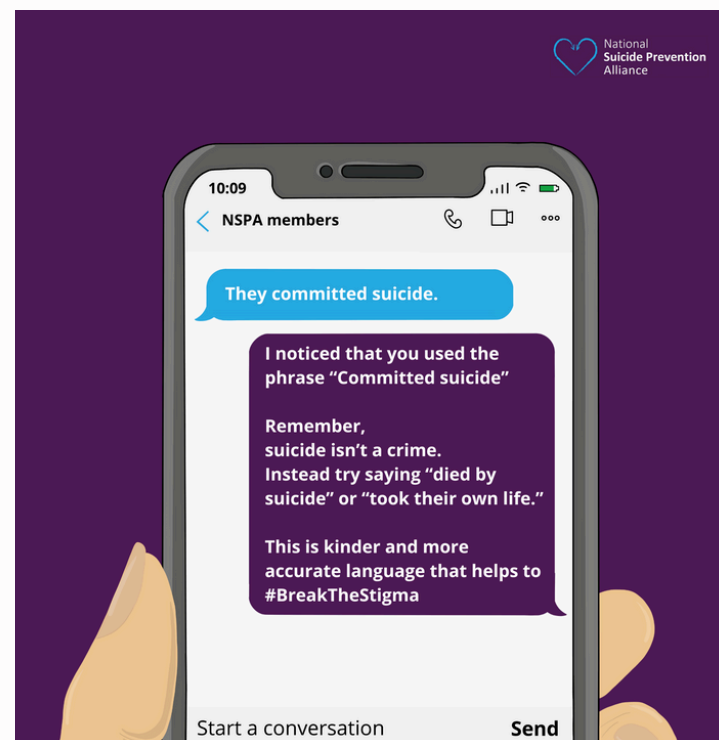 National
Suicide Prevention
Alliance
10:09
NSPA members
They committed suicide.
I noticed that you used the
phrase “Committed suicide”
Remember,
suicide isn’t a crime.
Instead try saying “died by
suicide” or “took their own life.”
This is kinder and more
accurate language that helps to
#BreakTheStigma
Start a conversation
Send